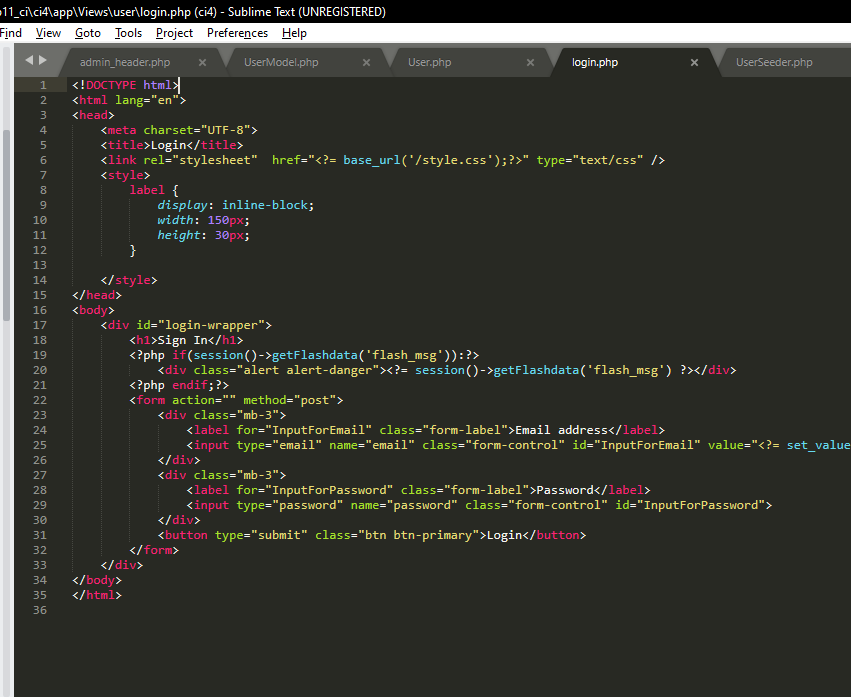 o11_ci\ci4\app\Views\user\login.php (ci4) - Sublime Text (UNREGISTERED)
Find View Goto Tools Project Preferences Help
admin_header.php × UserModel.php × User.php × login.php × UserSeeder.php
1 <!DOCTYPE html>
2 <html lang="en">
3 <head>
4 <meta charset="UTF-8">
5 <title>Login</title>
6 <link rel="stylesheet"  href="<?= base_url('/style.css');?>" type="text/css" />
7 <style>
8 label {
9 display: inline-block;
10 width: 150px;
11 height: 30px;
12 }
13
14 </style>
15 </head>
16 <body>
17 <div id="login-wrapper">
18 <h1>Sign In</h1>
19 <?php if(session()->getFlashdata('flash_msg')):?>
20 <div class="alert alert-danger"><?= session()->getFlashdata('flash_msg') ?></div>
21 <?php endif;?>
22 <form action="" method="post">
23 <div class="mb-3">
24 <label for="InputForEmail" class="form-label">Email address</label>
25 <input type="email" name="email" class="form-control" id="InputForEmail" value="<?= set_value
26 </div>
27 <div class="mb-3">
28 <label for="InputForPassword" class="form-label">Password</label>
29 <input type="password" name="password" class="form-control" id="InputForPassword">
30 </div>
31 <button type="submit" class="btn btn-primary">Login</button>
32 </form>
33 </div>
34 </body>
35 </html>
36